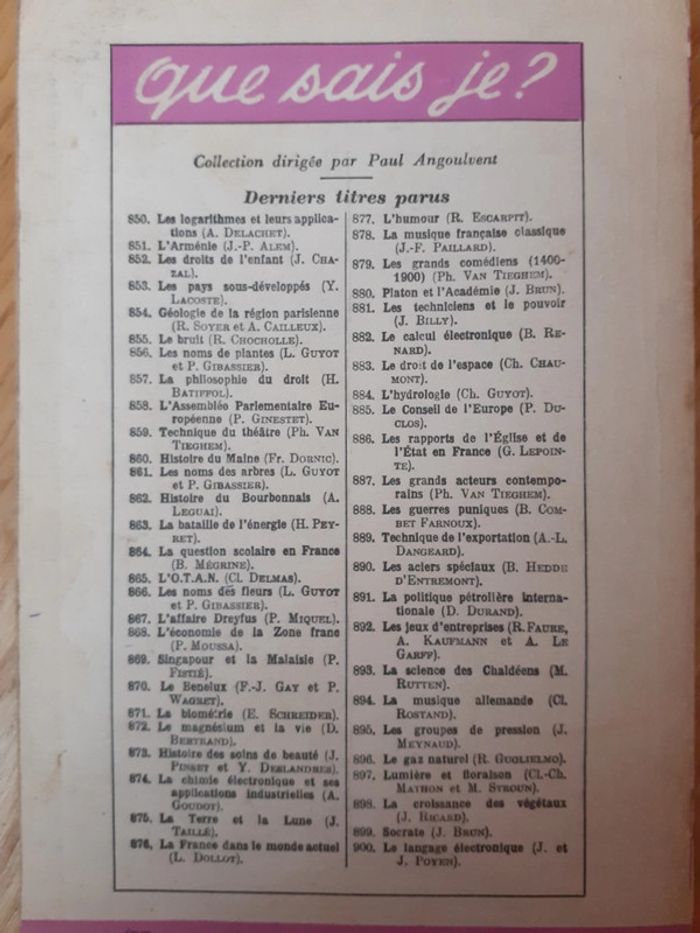 que sais je?
Collection dirigée par Paul Angoulvent
Derniers titres parus
850. Les logarithmes et leurs applica-
tions (A. DELACHET).
851. L'Arménie (J.-P. ALEM).
852. Les droits de l'enfant (J. CHA-
ZAL).
853. Les pays sous-développés (Y.
LACOSTE).
854. Géologie de la région parisienne
(R. SOYER et A. CAILLEUX).
855. Le bruit (R. CHOCHOLLE).
856. Les noms de plantes (L. GUYOT
et P. GIBASSIER).
857. La philosophie du droit (H.
BATIFFOL).
858. L'Assemblée Parlementaire Eu-
ropéenne (P. GINESTET).
859. Technique du théâtre (Ph. VAN
TIEGHEM).
860. Histoire du Maine (Fr. DORNIC).
861. Les noms des arbres (L. GUYOT
et P. GIBASSIER).
862. Histoire du Bourbonnais (A.
LEGUAI).
863. La bataille de l'énergie (H. PEY-
RET).
864. La question scolaire en France
(B. MÉGRINE).
865. L'O.T.A.N. (Cl. DELMAS).
866. Les noms des fleurs (L. GUYOT
et P. GIBASSIER).
867. L'affaire Dreyfus (P. MIQUEL).
868. L'économie de la Zone franc
(P. MOUSSA).
869. Singapour et la Malaisie (P.
FISTIÉ).
870. Le Benelux (F.-J. GAY et P.
WAGRET).
871. La biométrie (E. SCHREIDER).
872. Le magnésium et la vie (D.
BERTRAND).
873. Histoire des soins de beauté (J.
PINSET et Y. DESLANDRES).
874. La chimie électronique et ses
applications industrielles (A.
GOUDOT).
875. La Terre et la Lune (J.
TAILLÉ).
876. La France dans le monde actuel
(L. DOLLOT).
877. L'humour (R. ESCARPIT).
878. La musique française classique
(J.-F. PAILLARD).
879. Les grands comédiens (1400-
1900) (Ph. VAN TIEGHEM).
880. Platon et l'Académie (J. BRUN).
881. Les techniciens et le pouvoir
(J. BILLY).
882. Le calcul électronique (B. RE-
NARD).
883. Le droit de l'espace (Ch. CHAU-
MONT).
884. L'hydrologie (Ch. GUYOT).
885. Le Conseil de l'Europe (P. DU-
CLOS).
886. Les rapports de l'Église et de
l'État en France (G. LEPOIN-
TE).
887. Les grands acteurs contempo-
rains (Ph. VAN TIEGHEM).
888. Les guerres puniques (B. COM-
BET FARNOUX).
889. Technique de l'exportation (A.-L.
DANGEARD).
890. Les aciers spéciaux (B. HEDDE
D'ENTREMONT).
891. La politique pétrolière interna-
tionale (D. DURAND).
892. Les jeux d'entreprises (R. FAURE,
A. KAUFMANN et A. LE
GARFF).
893. La science des Chaldéens (M.
RUTTEN).
894. La musique allemande (Cl.
ROSTAND).
895. Les groupes de pression (J.
MEYNAUD).
896. Le gaz naturel (R. GUGLIELMO).
897. Lumière et floraison (Cl.-Ch.
MATHON et M. STROUN).
898. La croissance des végétaux
(J. RICARD).
899. Socrate (J. BRUN).
900. Le langage électronique (J. et
J. POYEN).